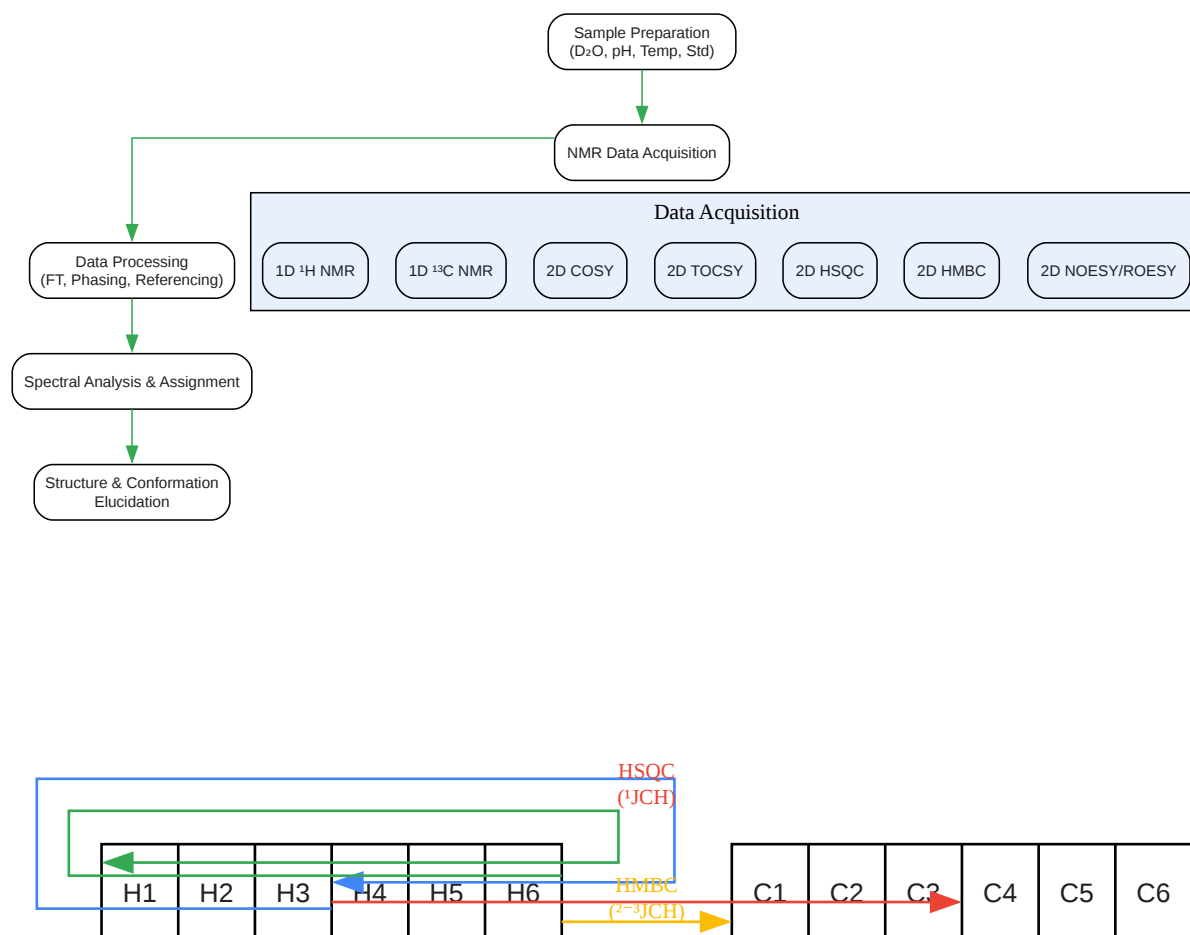 Sample Preparation
(D₂O, pH, Temp, Std)
NMR Data Acquisition
Data Acquisition
Data Processing
(FT, Phasing, Referencing)
1D ¹H NMR
1D ¹³C NMR
2D COSY
2D TOCSY
2D HSQC
2D HMBC
2D NOESY/ROESY
Spectral Analysis & Assignment
Structure & Conformation
Elucidation
HSQC
(¹JCH)
HMBC
(²⁻³JCH)
H1 H2 H3 H4 H5 H6
C1 C2 C3 C4 C5 C6